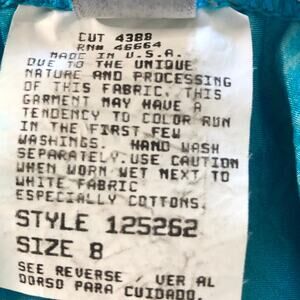 CUT 4388
RN# 46664
MADE IN U.S.A.
DUE TO THE UNIQUE
NATURE AND PROCESSING
OF THIS FABRIC. THIS
GARMENT MAY HAVE A
TENDENCY TO COLOR RUN
IN THE FIRST FEW
WASHINGS. HAND WASH
SEPARATELY. USE CAUTION
WHEN WORN WET NEXT TO
WHITE FABRIC
ESPECIALLY COTTONS.
STYLE 125262
SIZE 8
SEE REVERSE / VER AL
DORSO PARA CUIDADO.